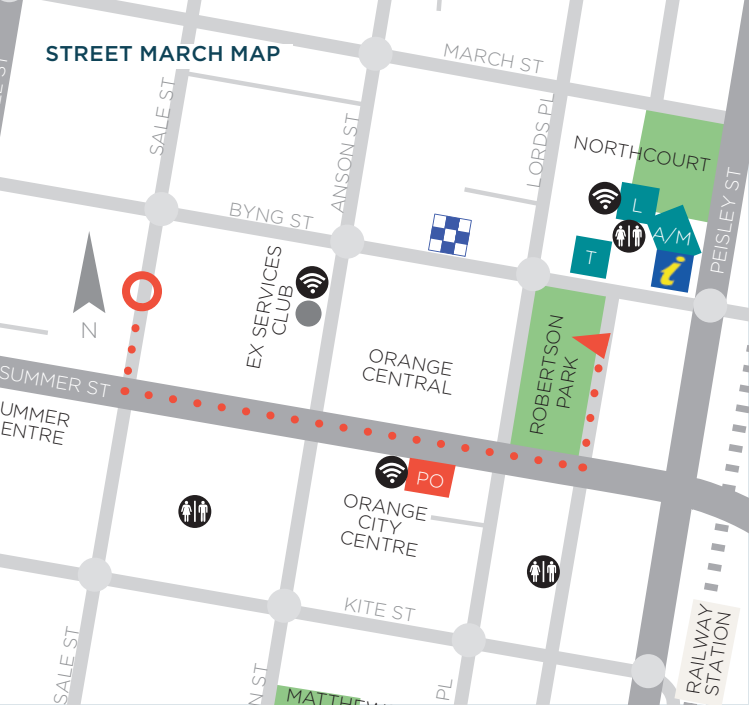 STREET MARCH MAP
MARCH ST
SALE ST
ANSON ST
LORDS PL
NORTHCOURT
PEISLEY ST
BYNG ST
L
A/M
T
i
EX SERVICES
CLUB
N
SUMMER ST
ORANGE
CENTRAL
ROBERTSON
PARK
UMMER
ENTRE
PO
ORANGE
CITY
CENTRE
KITE ST
SALE ST
N ST
PL
RAILWAY
STATION
MATTHEW